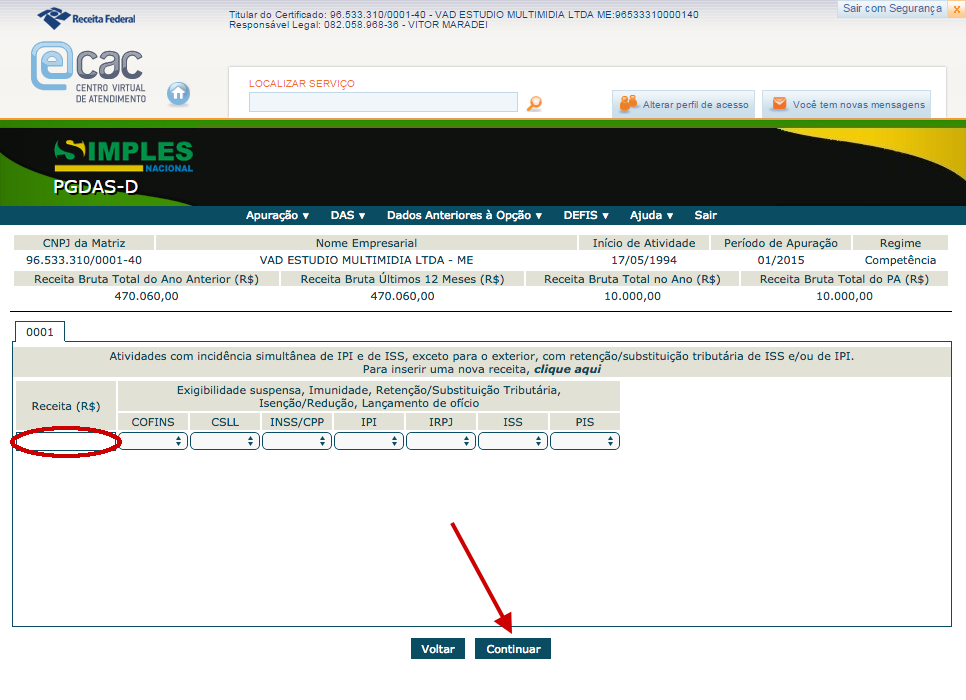 Receita Federal
Titular do Certificado: 96.533.310/0001-40 - VAD ESTUDIO MULTIMIDIA LTDA ME:96533310000140
Responsável Legal: 082.058.968-36 - VITOR MARADEI
Sair com Segurança x
eCAC
CENTRO VIRTUAL
DE ATENDIMENTO
LOCALIZAR SERVIÇO
Alterar perfil de acesso
Você tem novas mensagens
SIMPLES
NACIONAL
PGDAS-D
Apuração ▼ DAS ▼ Dados Anteriores à Opção ▼ DEFIS ▼ Ajuda ▼ Sair
CNPJ da Matriz Nome Empresarial Início de Atividade Período de Apuração Regime
96.533.310/0001-40 VAD ESTUDIO MULTIMIDIA LTDA - ME 17/05/1994 01/2015 Competência
Receita Bruta Total do Ano Anterior (R$) Receita Bruta Últimos 12 Meses (R$) Receita Bruta Total no Ano (R$) Receita Bruta Total do PA (R$)
470.060,00 470.060,00 10.000,00 10.000,00
0001
Atividades com incidência simultânea de IPI e de ISS, exceto para o exterior, com retenção/substituição tributária de ISS e/ou de IPI.
Para inserir uma nova receita, clique aqui
Receita (R$)
Exigibilidade suspensa, Imunidade, Retenção/Substituição Tributária,
Isenção/Redução, Lançamento de ofício
COFINS CSLL INSS/CPP IPI IRPJ ISS PIS
Voltar Continuar